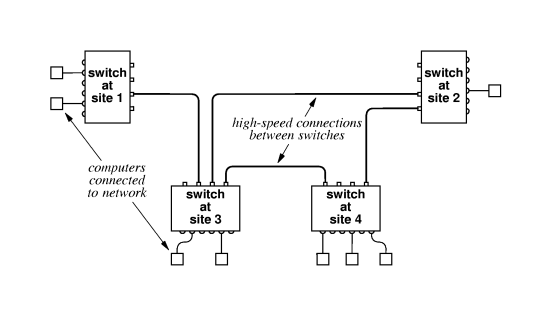 switch
at
site 1
switch
at
site 2
high-speed connections
between switches
computers
connected
to network
switch
at
site 3
switch
at
site 4